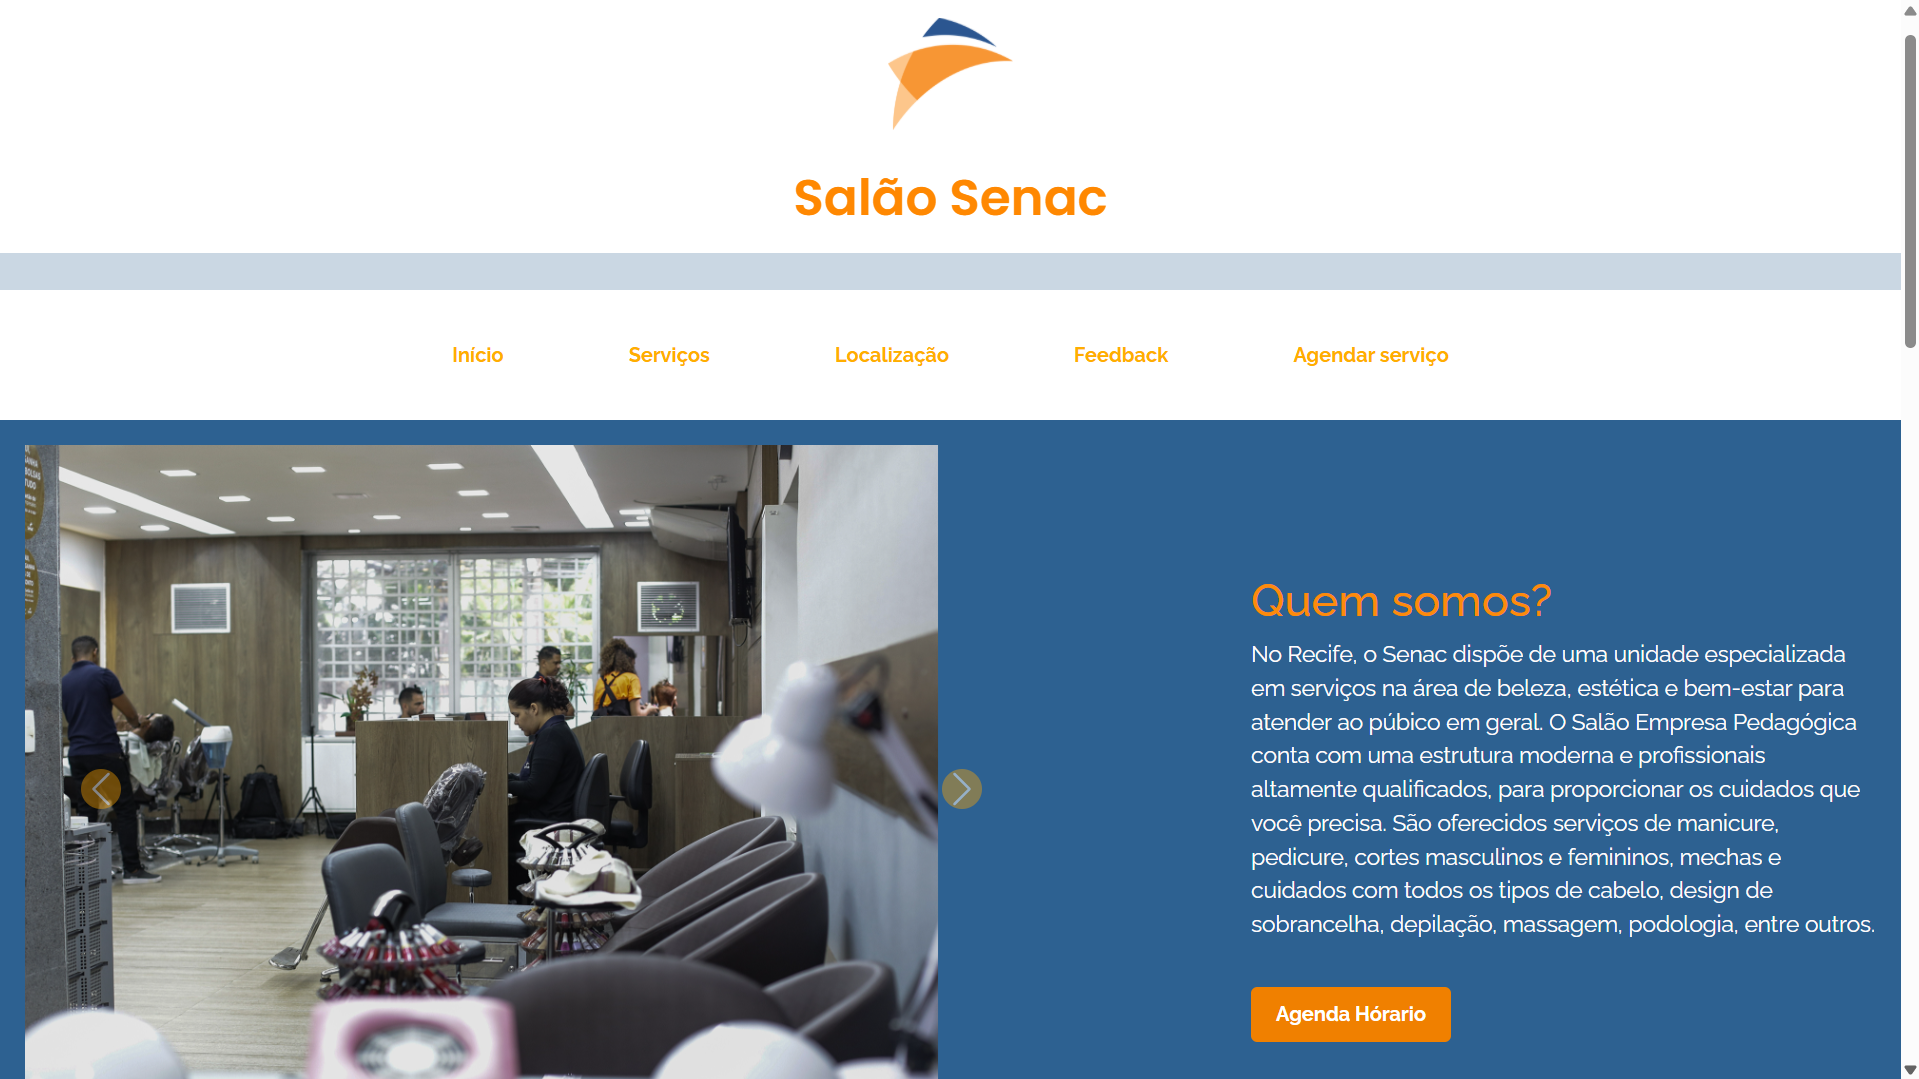 Salão Senac
Início
Serviços
Localização
Feedback
Agendar serviço
Quem somos?
No Recife, o Senac dispõe de uma unidade especializada
em serviços na área de beleza, estética e bem-estar para
atender ao púbico em geral. O Salão Empresa Pedagógica
conta com uma estrutura moderna e profissionais
altamente qualificados, para proporcionar os cuidados que
você precisa. São oferecidos serviços de manicure,
pedicure, cortes masculinos e femininos, mechas e
cuidados com todos os tipos de cabelo, design de
sobrancelha, depilação, massagem, podologia, entre outros.
Agenda Hórario